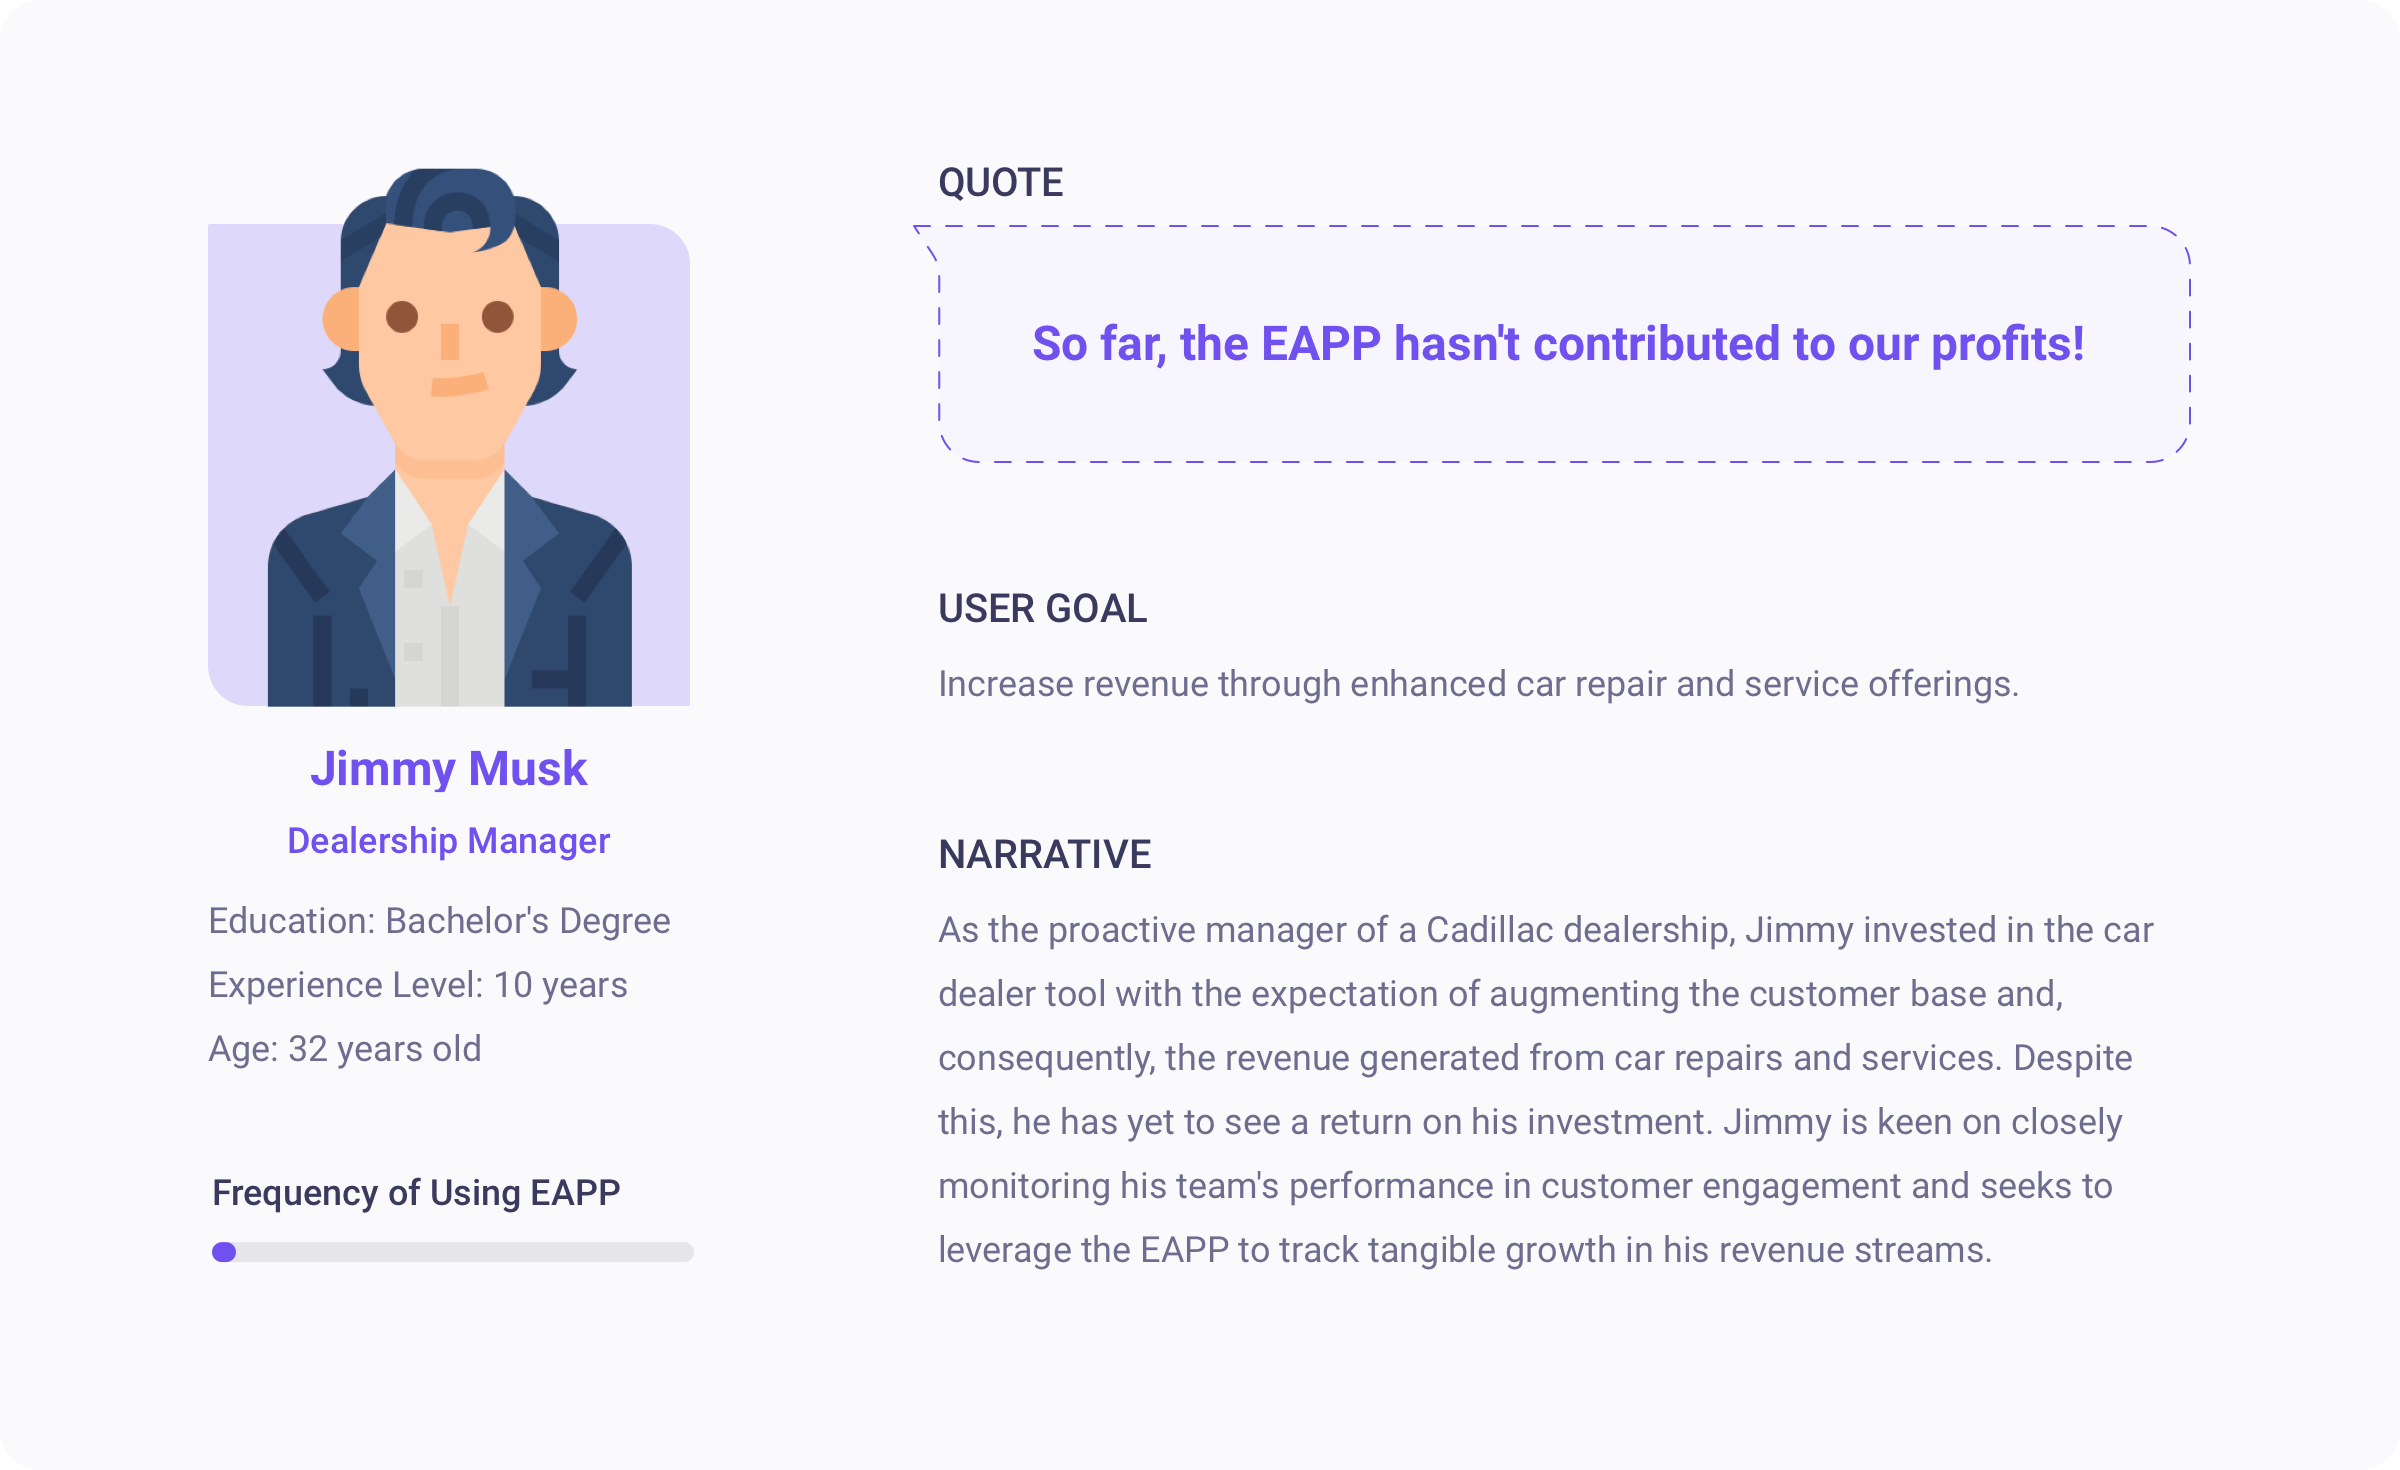 Jimmy Musk
Dealership Manager
Education: Bachelor's Degree
Experience Level: 10 years
Age: 32 years old
Frequency of Using EAPP
QUOTE
So far, the EAPP hasn't contributed to our profits!
USER GOAL
Increase revenue through enhanced car repair and service offerings.
NARRATIVE
As the proactive manager of a Cadillac dealership, Jimmy invested in the car
dealer tool with the expectation of augmenting the customer base and,
consequently, the revenue generated from car repairs and services. Despite
this, he has yet to see a return on his investment. Jimmy is keen on closely
monitoring his team's performance in customer engagement and seeks to
leverage the EAPP to track tangible growth in his revenue streams.